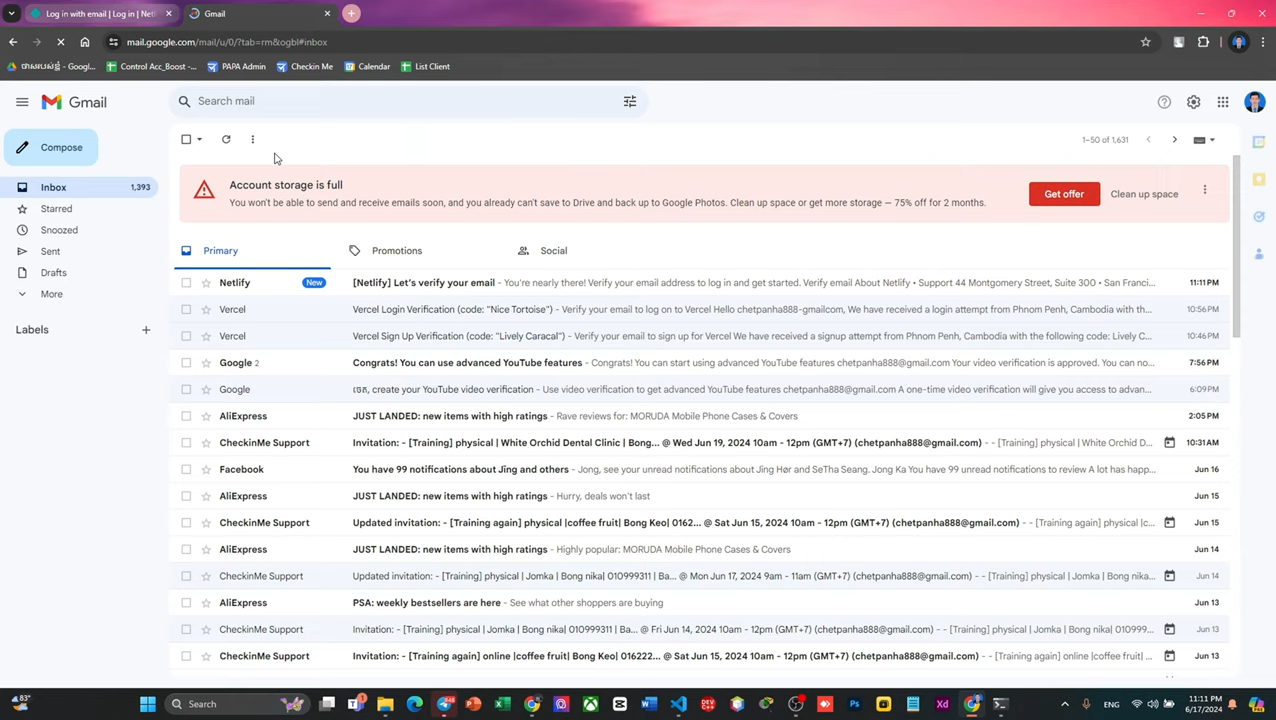 Log in with email | Log in | Netl
Gmail
mail.google.com/mail/u/0/?tab=rm&ogbl#inbox
Control Acc_Boost -...
PAPA Admin
Checkin Me
Calendar
List Client
Gmail
Search mail
Compose
1–50 of 1,631
Account storage is full
You won't be able to send and receive emails soon, and you already can't save to Drive and back up to Google Photos. Clean up space or get more storage — 75% off for 2 months.
Get offer
Clean up space
Inbox 1,393
Starred
Snoozed
Sent
Drafts
More
Labels
Primary
Promotions
Social
Netlify New [Netlify] Let's verify your email - You're nearly there! Verify your email address to log in and get started. Verify email About Netlify • Support 44 Montgomery Street, Suite 300 • San Franci... 11:11 PM
Vercel Vercel Login Verification (code: "Nice Tortoise") - Verify your email to log on to Vercel Hello chetpanha888-gmailcom, We have received a login attempt from Phnom Penh, Cambodia with th... 10:56 PM
Vercel Vercel Sign Up Verification (code: "Lively Caracal") - Verify your email to sign up for Vercel We have received a signup attempt from Phnom Penh, Cambodia with the following code: Lively C... 10:46 PM
Google 2 Congrats! You can use advanced YouTube features - Congrats! You can start using advanced YouTube features chetpanha888@gmail.com Your video verification is approved. You can no... 7:56 PM
Google ចេត, create your YouTube video verification - Use video verification to get advanced YouTube features chetpanha888@gmail.com A one-time video verification will give you access to advan... 6:09 PM
AliExpress JUST LANDED: new items with high ratings - Rave reviews for: MORUDA Mobile Phone Cases & Covers 2:05 PM
CheckinMe Support Invitation: - [Training] physical | White Orchid Dental Clinic | Bong... @ Wed Jun 19, 2024 10am - 12pm (GMT+7) (chetpanha888@gmail.com) - - [Training] physical | White Orchid D... 10:31 AM
Facebook You have 99 notifications about Jing and others - Jong, see your unread notifications about Jing Hør and SeTha Seang. Jong Ka You have 99 unread notifications to review A lot has happ... Jun 16
AliExpress JUST LANDED: new items with high ratings - Hurry, deals won't last Jun 15
CheckinMe Support Updated invitation: - [Training again] physical |coffee fruit| Bong Keo| 0162... @ Sat Jun 15, 2024 10am - 12pm (GMT+7) (chetpanha888@gmail.com) - - [Training again] physical |c... Jun 15
AliExpress JUST LANDED: new items with high ratings - Highly popular: MORUDA Mobile Phone Cases & Covers Jun 14
CheckinMe Support Updated invitation: - [Training] physical | Jomka | Bong nika| 010999311 | Ba... @ Mon Jun 17, 2024 9am - 11am (GMT+7) (chetpanha888@gmail.com) - - [Training] physical | Jomka | Bong nika... Jun 14
AliExpress PSA: weekly bestsellers are here - See what other shoppers are buying Jun 13
CheckinMe Support Invitation: - [Training] physical | Jomka | Bong nika| 010999311 | Ba... @ Fri Jun 14, 2024 10am - 12pm (GMT+7) (chetpanha888@gmail.com) - - [Training] physical | Jomka | Bong nika| 0109999... Jun 13
CheckinMe Support Invitation: - [Training again] online |coffee fruit| Bong Keo| 016222... @ Sat Jun 15, 2024 10am - 12pm (GMT+7) (chetpanha888@gmail.com) - - [Training again] online |coffee fruit| ... Jun 13
83°
Search
ENG
11:11 PM
6/17/2024